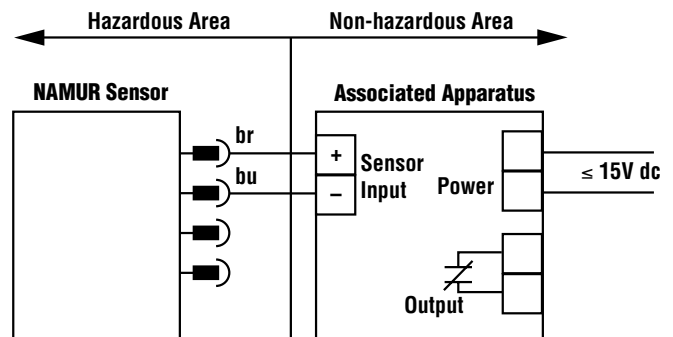 Hazardous Area
Non-hazardous Area
NAMUR Sensor
Associated Apparatus
br
bu
+
−
Sensor
Input
Power
≤ 15V dc
Output